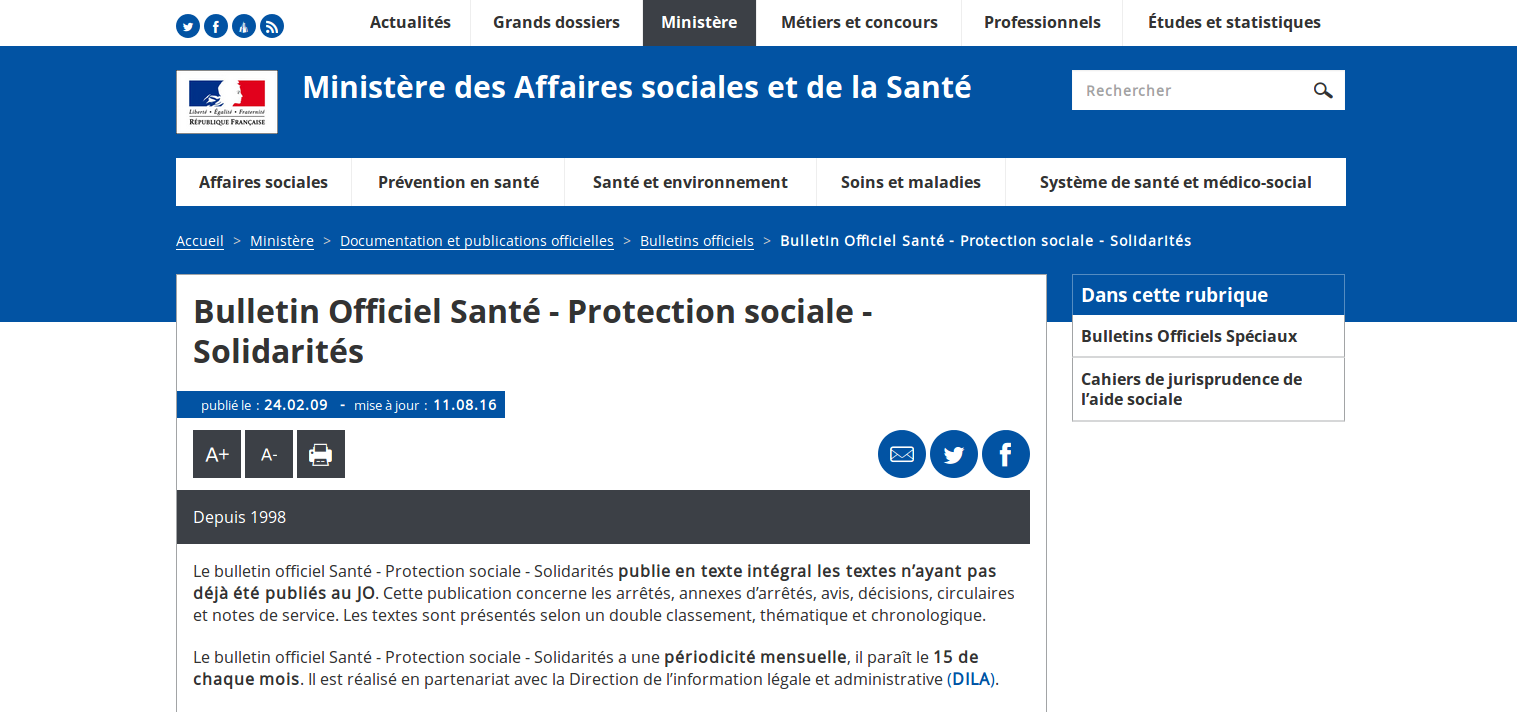 Actualités
Grands dossiers
Ministère
Métiers et concours
Professionnels
Études et statistiques
Liberté • Égalité • Fraternité
RÉPUBLIQUE FRANÇAISE
Ministère des Affaires sociales et de la Santé
Rechercher
Affaires sociales
Prévention en santé
Santé et environnement
Soins et maladies
Système de santé et médico-social
Accueil > Ministère > Documentation et publications officielles > Bulletins officiels > Bulletin Officiel Santé - Protection sociale - Solidarités
Bulletin Officiel Santé - Protection sociale -
Solidarités
publié le : 24.02.09 - mise à jour : 11.08.16
A+
A-
Depuis 1998
Le bulletin officiel Santé - Protection sociale - Solidarités publie en texte intégral les textes n’ayant pas
déjà été publiés au JO. Cette publication concerne les arrêtés, annexes d’arrêtés, avis, décisions, circulaires
et notes de service. Les textes sont présentés selon un double classement, thématique et chronologique.
Le bulletin officiel Santé - Protection sociale - Solidarités a une périodicité mensuelle, il paraît le 15 de
chaque mois. Il est réalisé en partenariat avec la Direction de l’information légale et administrative (DILA).
Dans cette rubrique
Bulletins Officiels Spéciaux
Cahiers de jurisprudence de
l’aide sociale